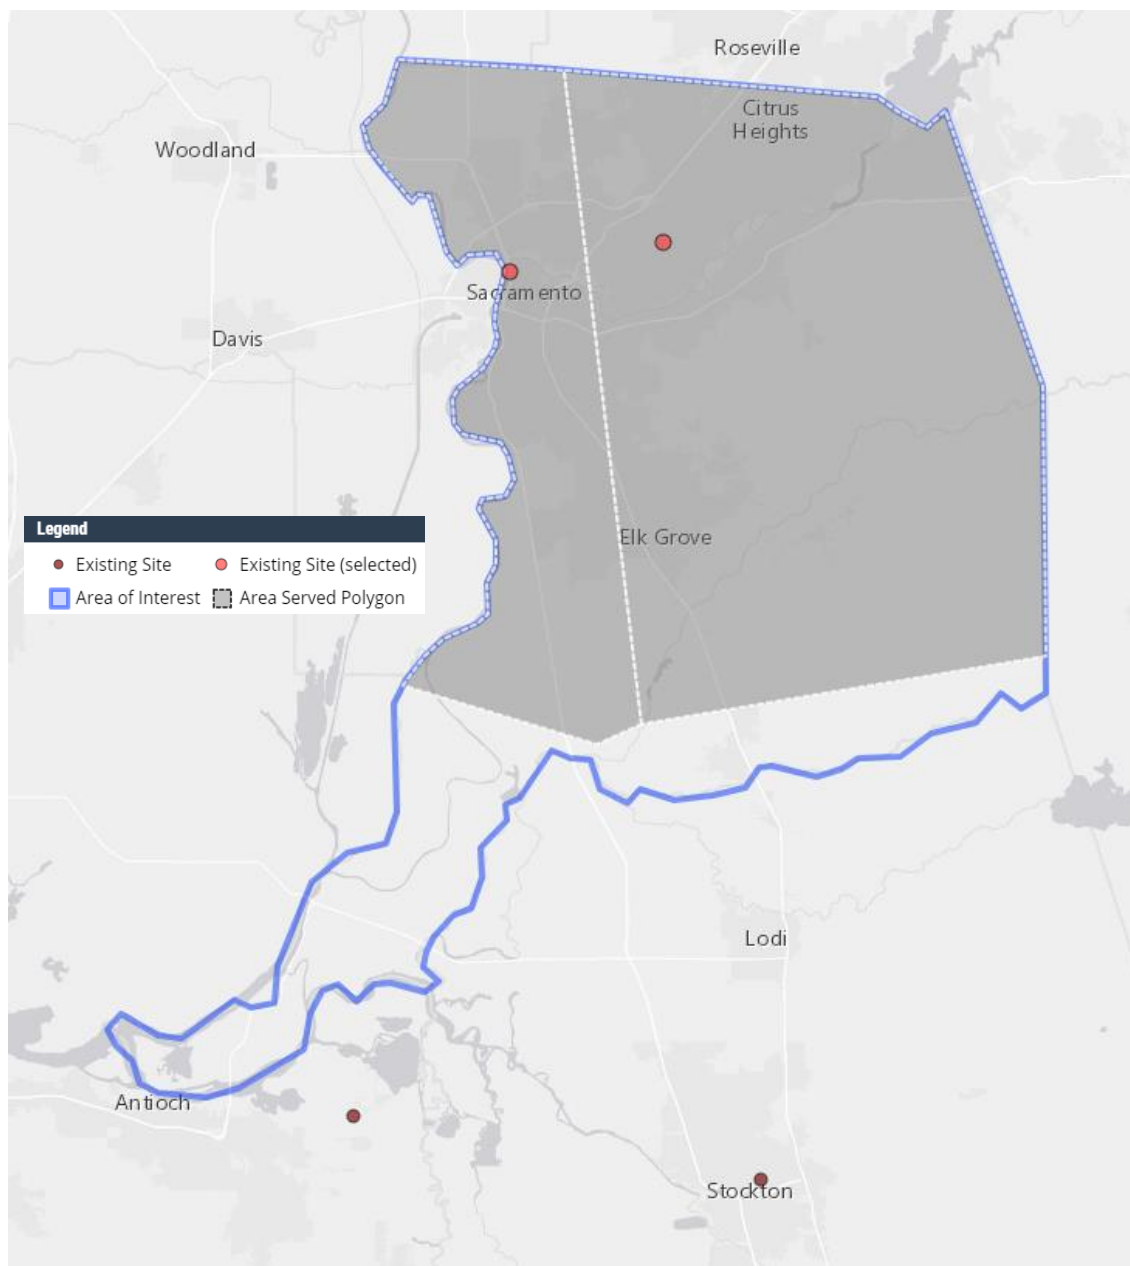 Roseville
Citrus
Heights
Woodland
Sacramento
Davis
Elk Grove
Legend
Existing Site
Existing Site (selected)
Area of Interest
Area Served Polygon
Lodi
Antioch
Stockton